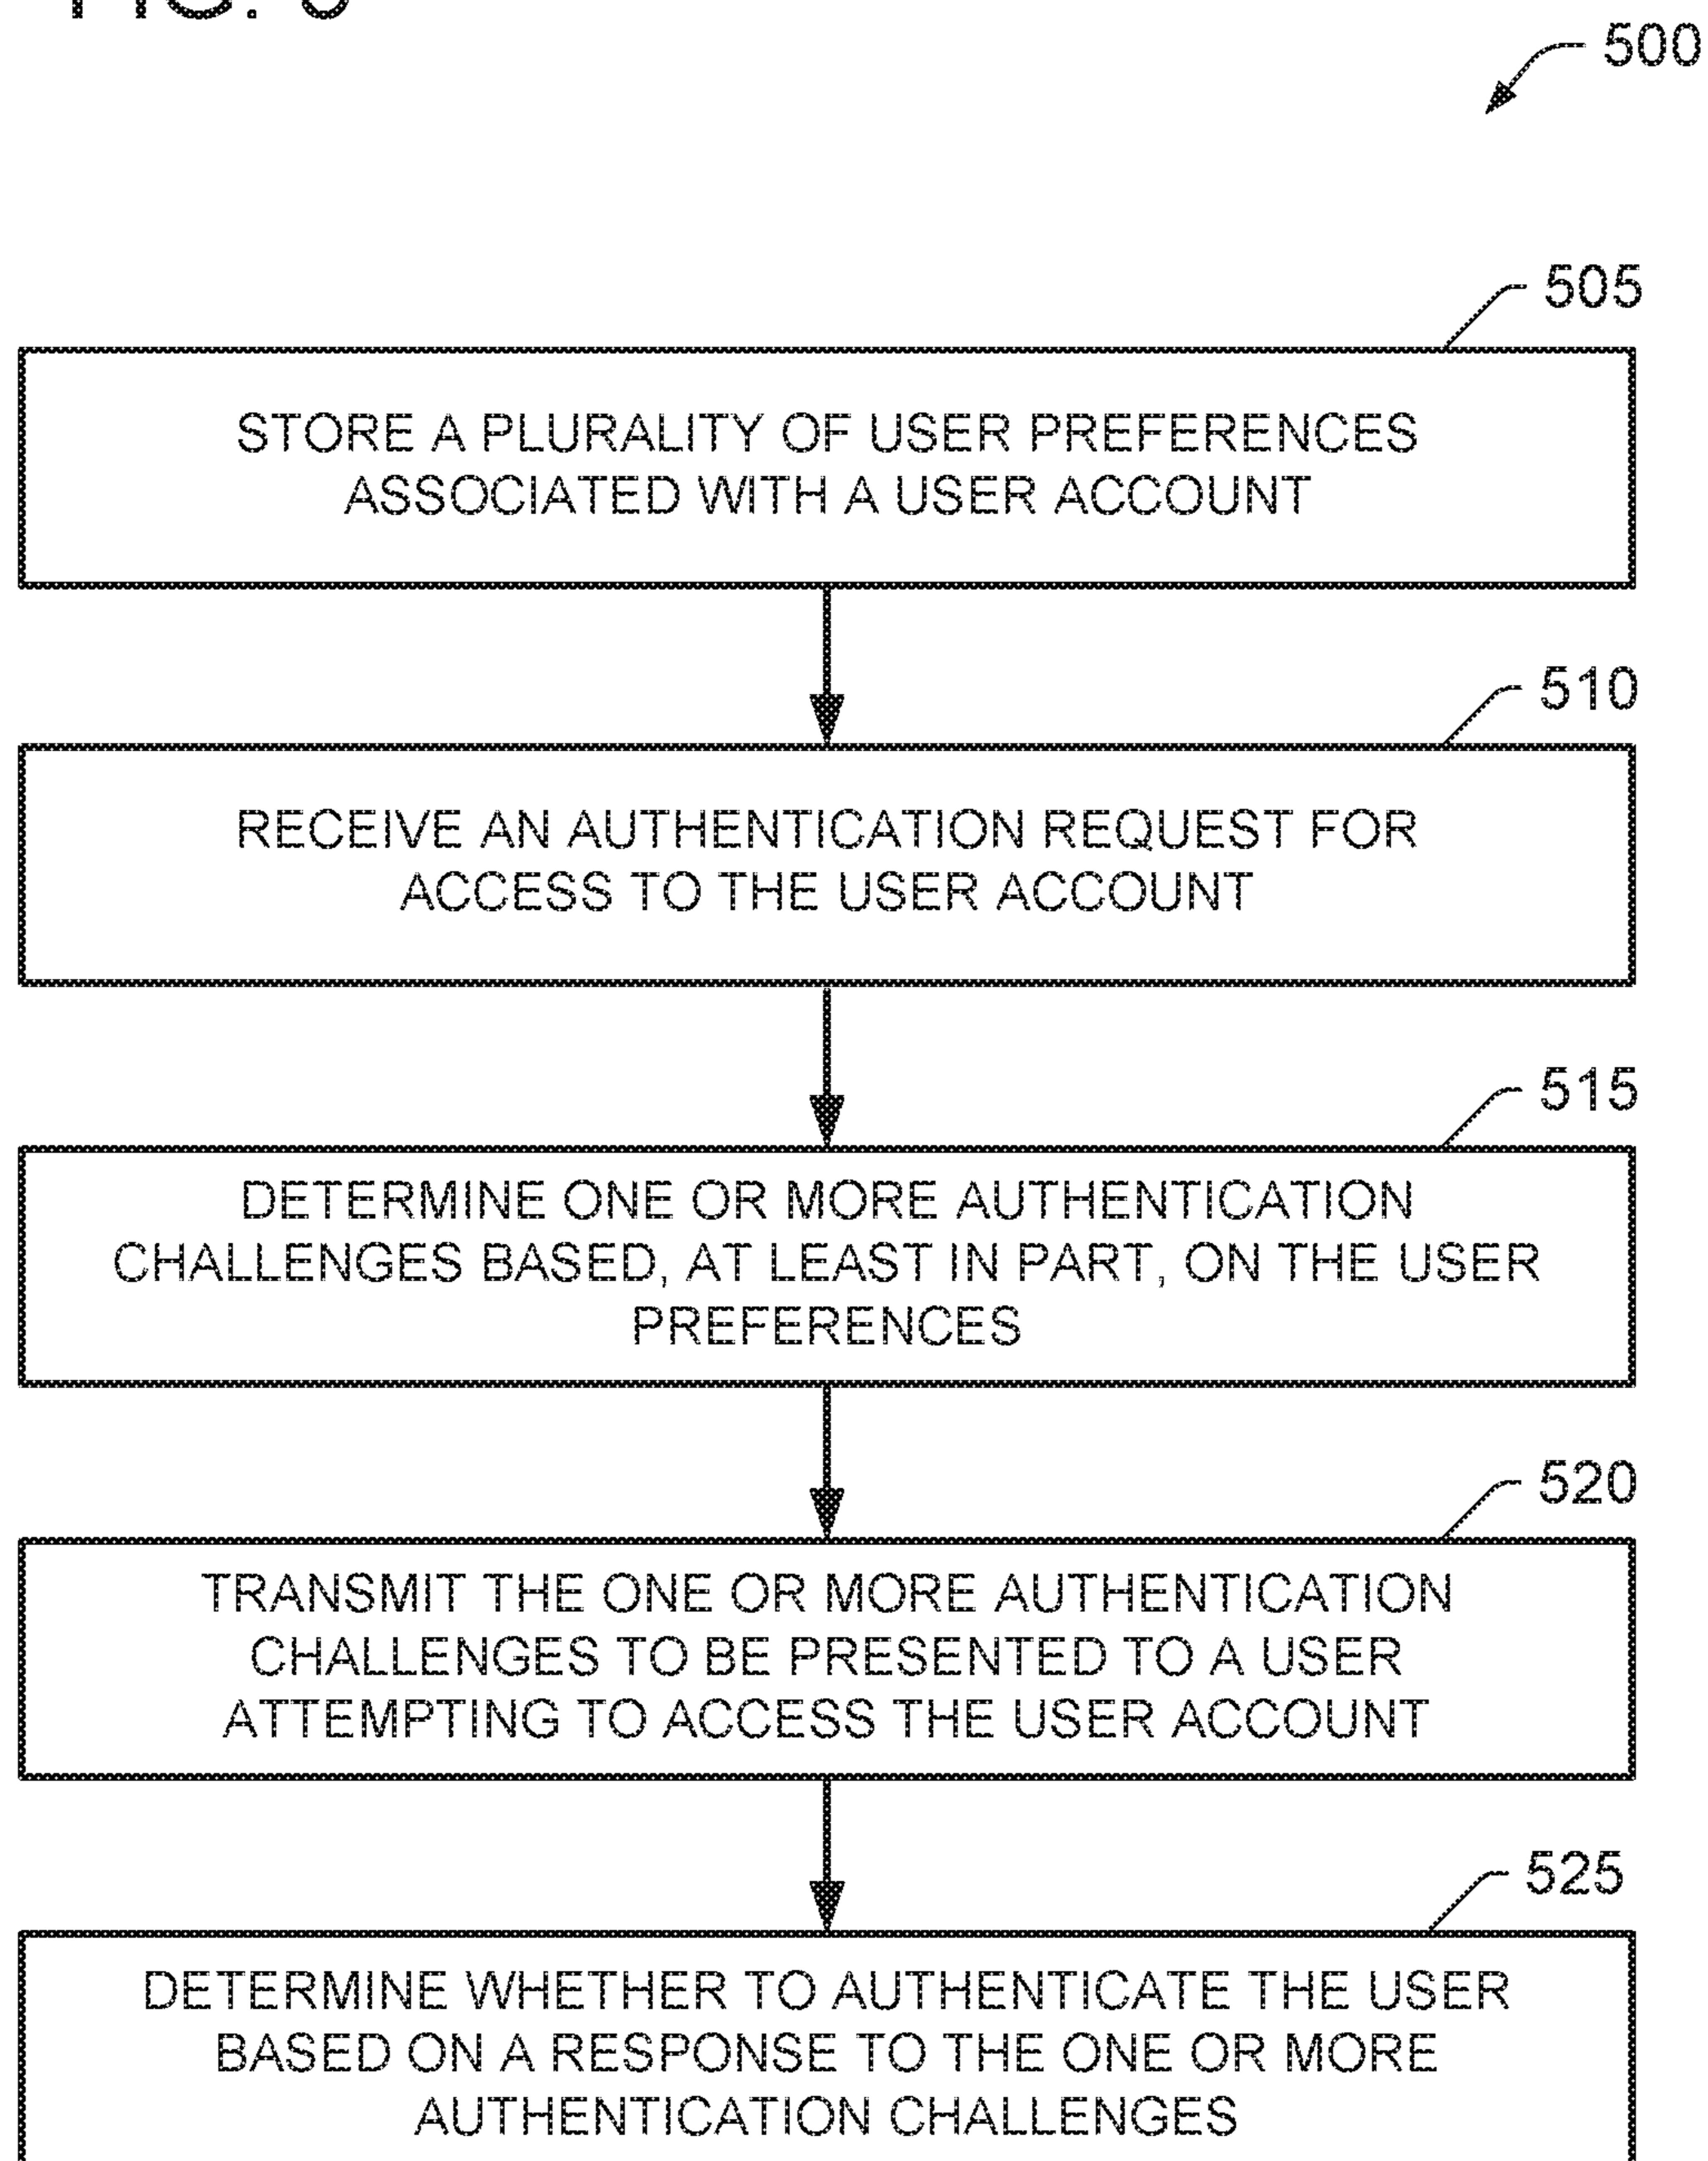 500
505
STORE A PLURALITY OF USER PREFERENCES
ASSOCIATED WITH A USER ACCOUNT
510
RECEIVE AN AUTHENTICATION REQUEST FOR
ACCESS TO THE USER ACCOUNT
515
DETERMINE ONE OR MORE AUTHENTICATION
CHALLENGES BASED, AT LEAST IN PART, ON THE USER
PREFERENCES
520
TRANSMIT THE ONE OR MORE AUTHENTICATION
CHALLENGES TO BE PRESENTED TO A USER
ATTEMPTING TO ACCESS THE USER ACCOUNT
525
DETERMINE WHETHER TO AUTHENTICATE THE USER
BASED ON A RESPONSE TO THE ONE OR MORE
AUTHENTICATION CHALLENGES